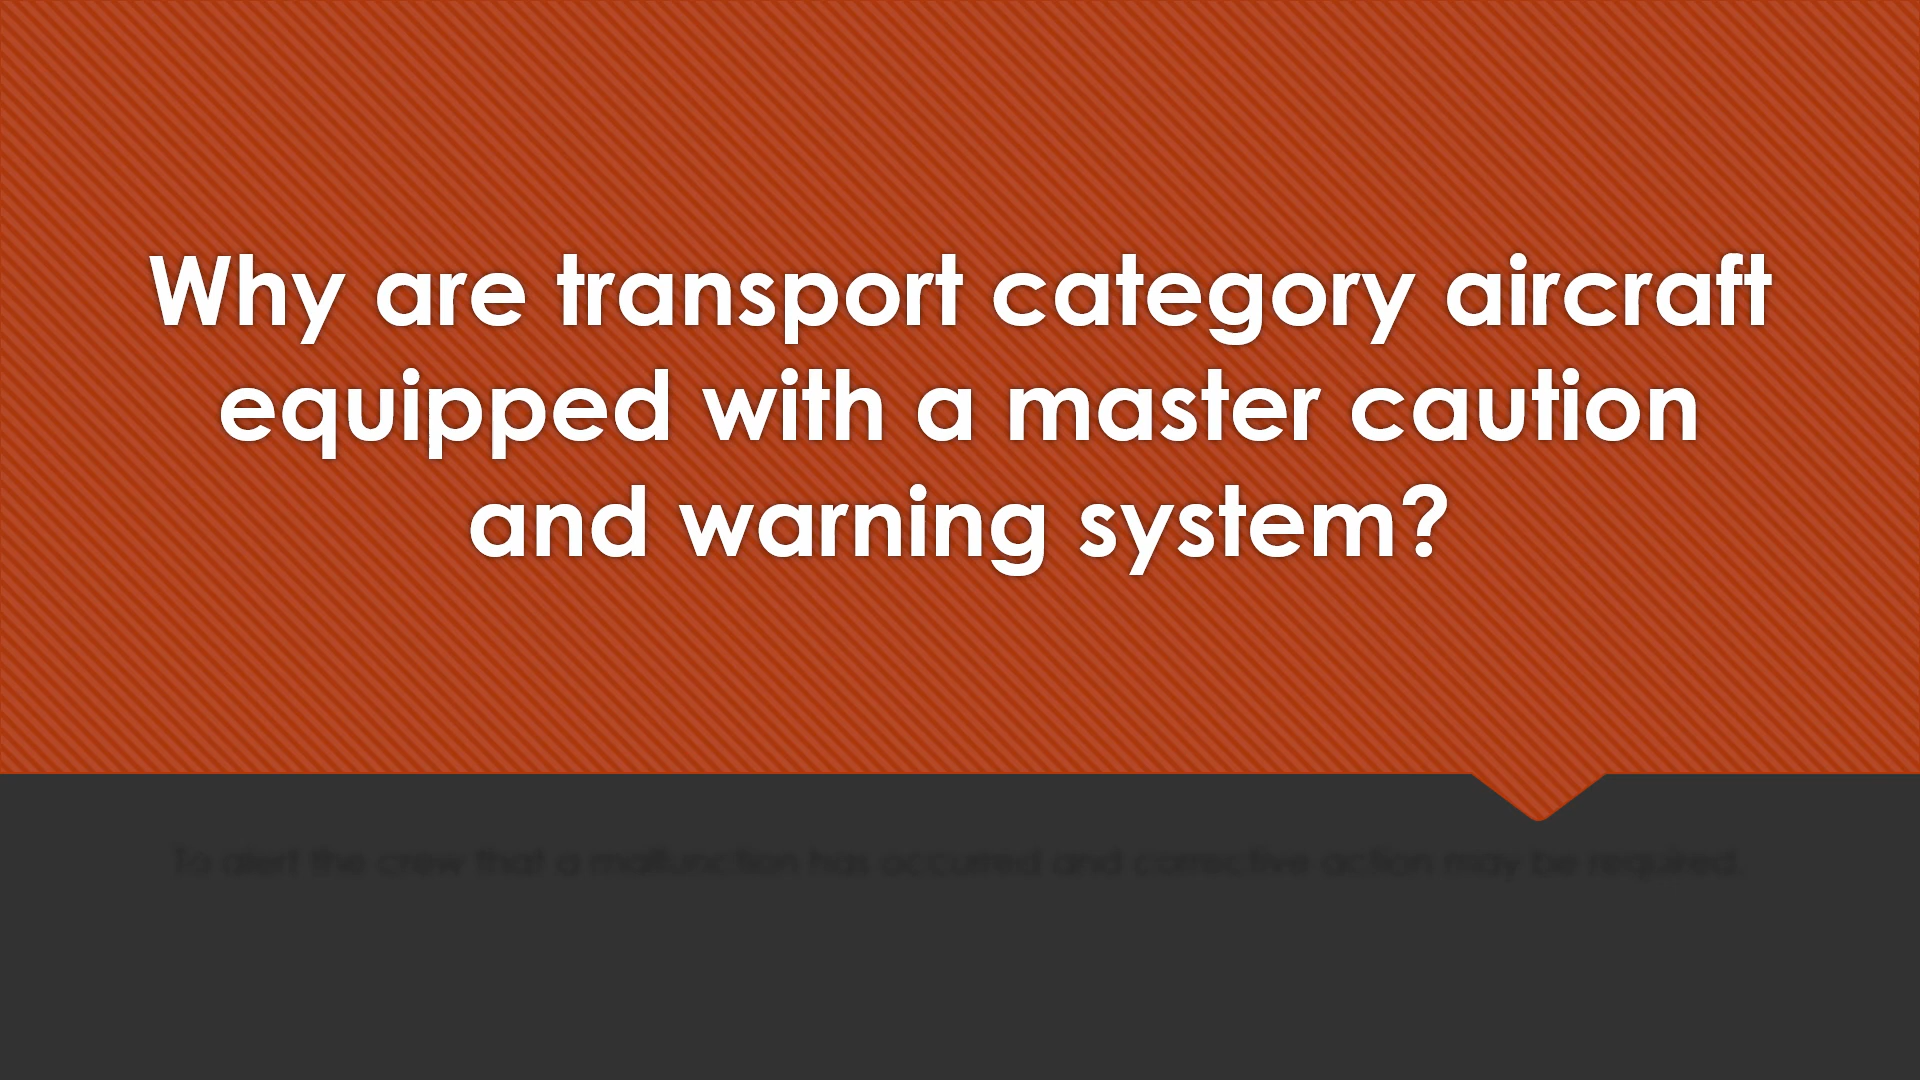 Why are transport category aircraft
equipped with a master caution
and warning system?
To alert the crew that a malfunction has occurred and corrective action may be required.